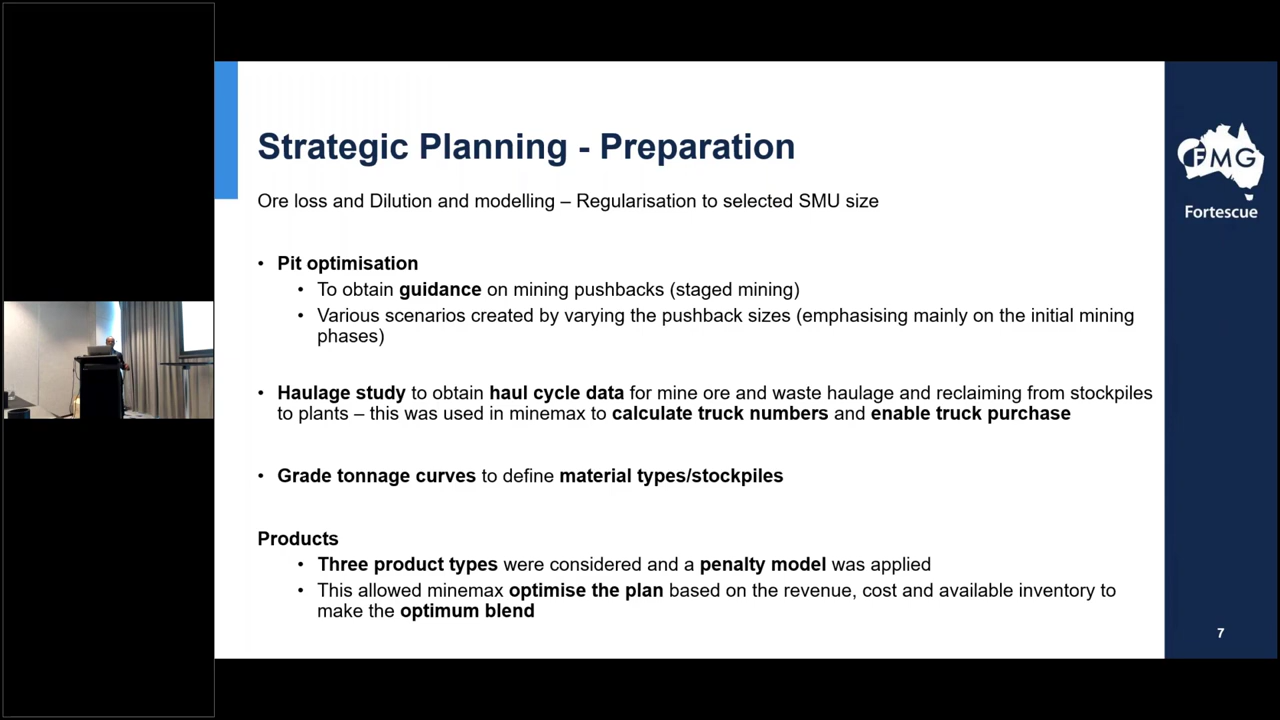 Strategic Planning - Preparation
Ore loss and Dilution and modelling – Regularisation to selected SMU size
• Pit optimisation
• To obtain guidance on mining pushbacks (staged mining)
• Various scenarios created by varying the pushback sizes (emphasising mainly on the initial mining
phases)
• Haulage study to obtain haul cycle data for mine ore and waste haulage and reclaiming from stockpiles
to plants – this was used in minemax to calculate truck numbers and enable truck purchase
• Grade tonnage curves to define material types/stockpiles
Products
• Three product types were considered and a penalty model was applied
• This allowed minemax optimise the plan based on the revenue, cost and available inventory to
make the optimum blend
FMG
Fortescue
7